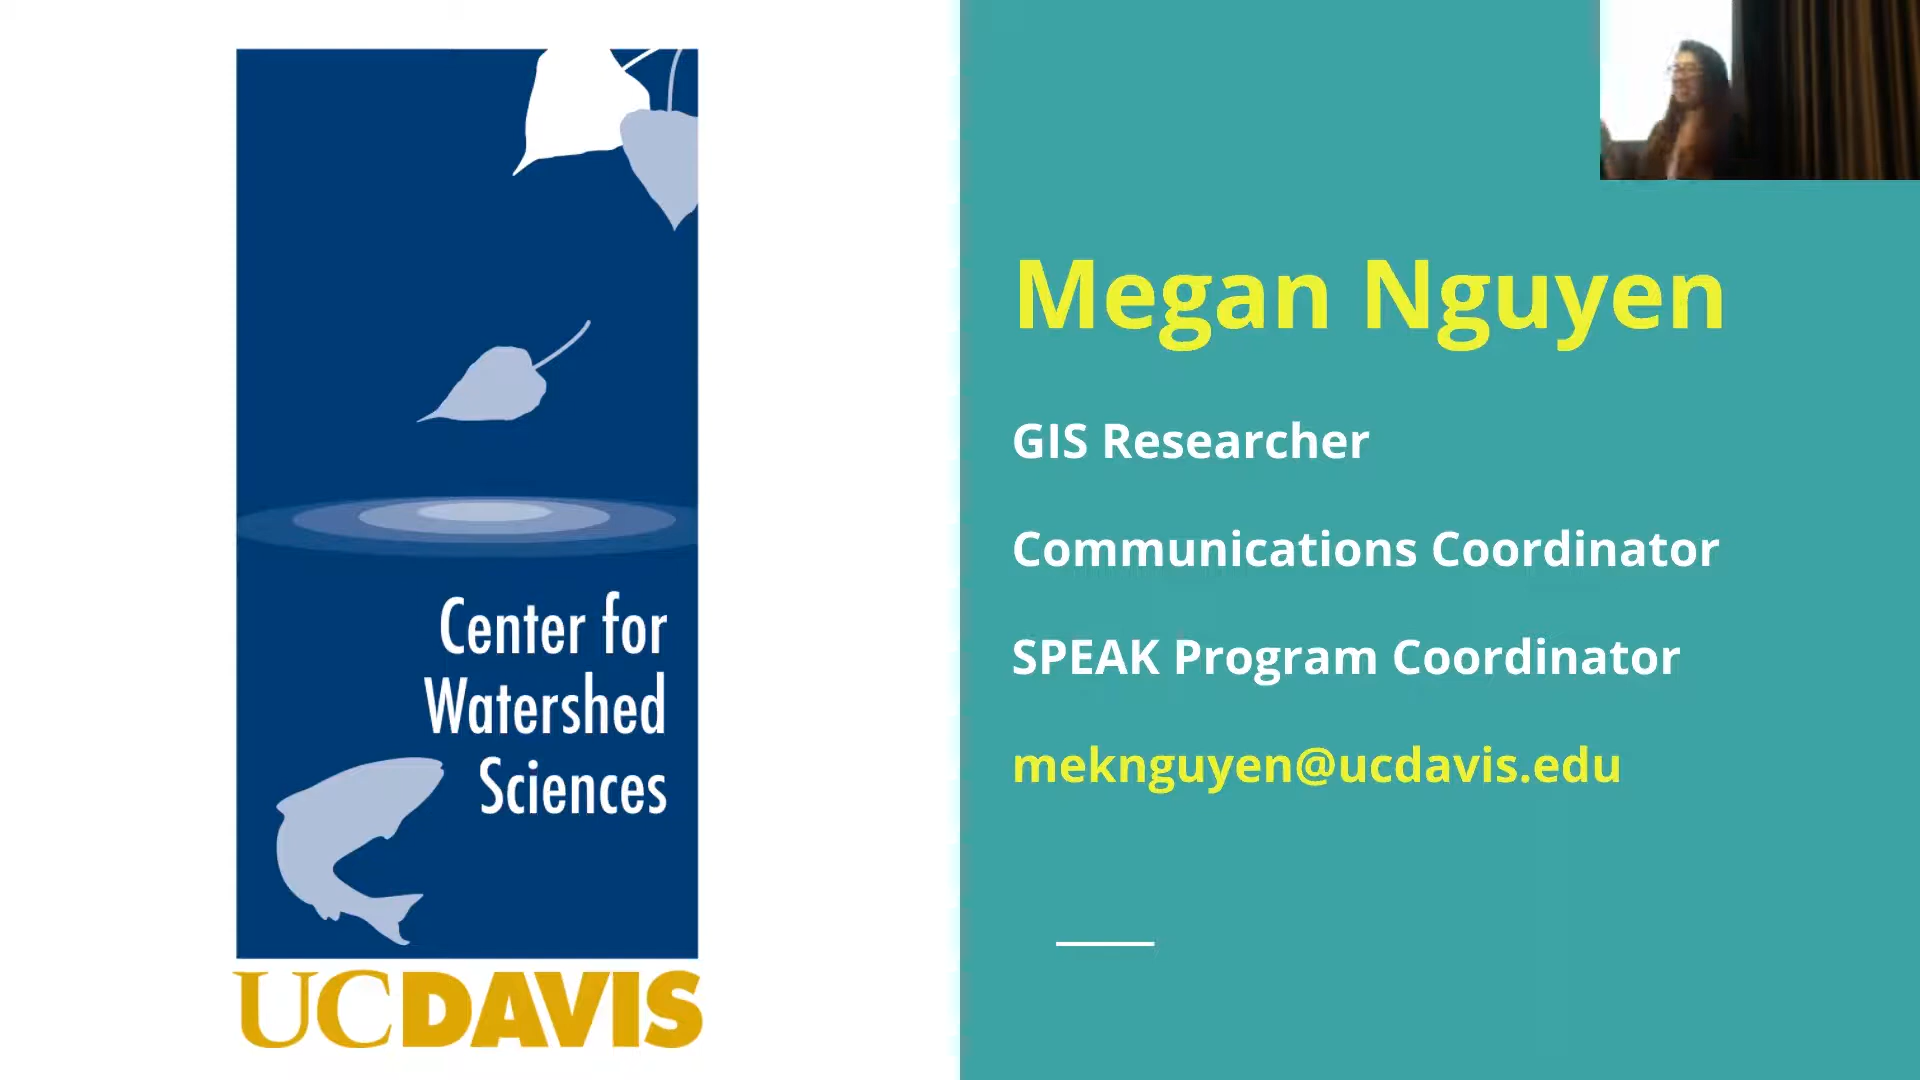 Center for
Watershed
Sciences
UCDAVIS
Megan Nguyen
GIS Researcher
Communications Coordinator
SPEAK Program Coordinator
meknguyen@ucdavis.edu